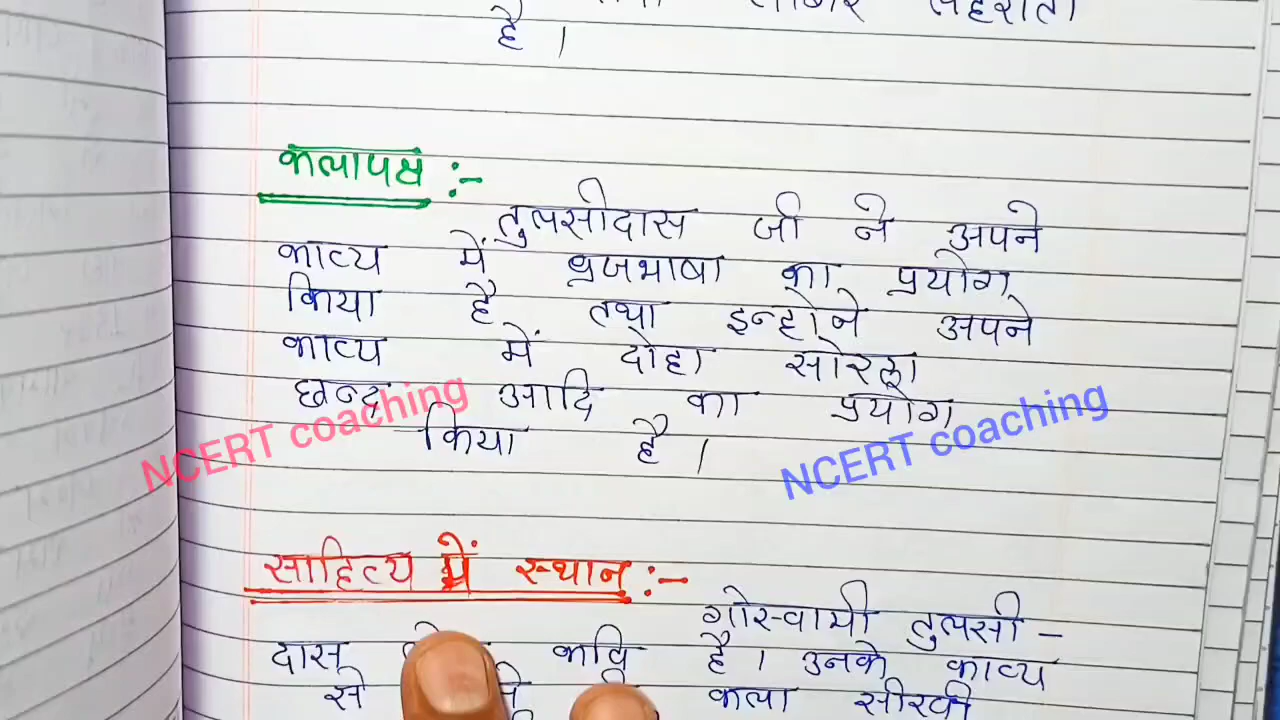 लहराता
है ।
कलापक्ष :-
तुलसीदास जी ने अपने
काव्य में ब्रजभाषा का प्रयोग
किया है तथा इन्होने अपने
काव्य में दोहा सोरठा
छन्द आदि का प्रयोग
किया है ।
NCERT coaching
NCERT coaching
साहित्य में स्थान :-
गोस्वामी तुलसी -
दास कवि है । उनके काव्य
से कला सीखी